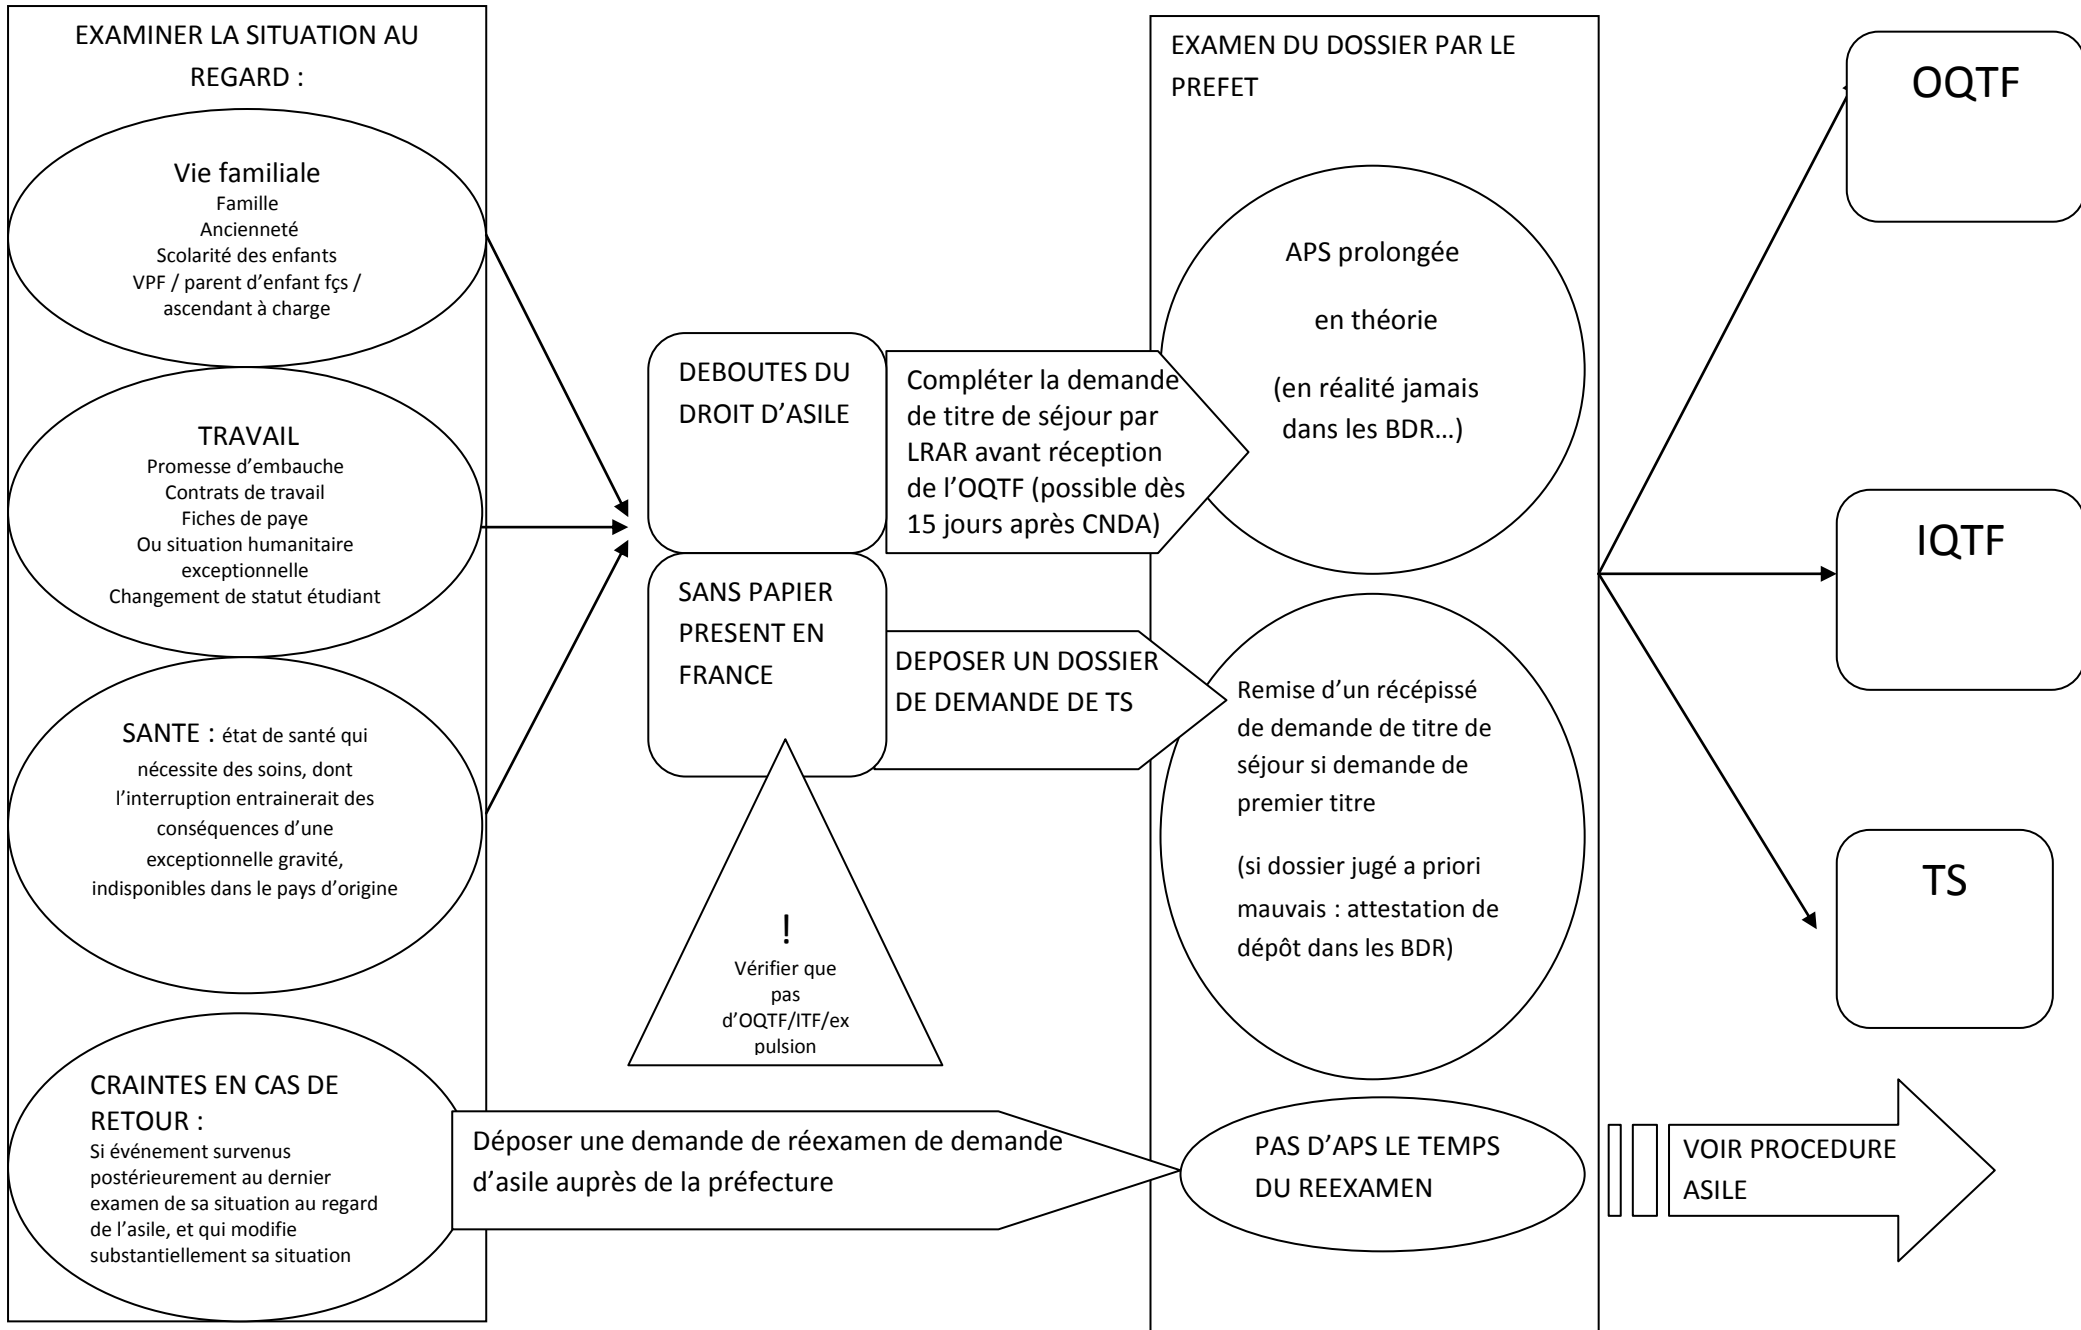 EXAMINER LA SITUATION AU
REGARD :
Vie familiale
Famille
Ancienneté
Scolarité des enfants
VPF / parent d’enfant fçs /
ascendant à charge
TRAVAIL
Promesse d’embauche
Contrats de travail
Fiches de paye
Ou situation humanitaire
exceptionnelle
Changement de statut étudiant
SANTE : état de santé qui
nécessite des soins, dont
l’interruption entrainerait des
conséquences d’une
exceptionnelle gravité,
indisponibles dans le pays d’origine
CRAINTES EN CAS DE
RETOUR :
Si événement survenus
postérieurement au dernier
examen de sa situation au regard
de l’asile, et qui modifie
substantiellement sa situation
DEBOUTES DU
DROIT D’ASILE
SANS PAPIER
PRESENT EN
FRANCE
!
Vérifier que
pas
d’OQTF/ITF/ex
pulsion
Compléter la demande
de titre de séjour par
LRAR avant réception
de l’OQTF (possible dès
15 jours après CNDA)
DEPOSER UN DOSSIER
DE DEMANDE DE TS
Déposer une demande de réexamen de demande
d’asile auprès de la préfecture
EXAMEN DU DOSSIER PAR LE
PREFET
APS prolongée
en théorie
(en réalité jamais
dans les BDR…)
Remise d’un récépissé
de demande de titre de
séjour si demande de
premier titre
(si dossier jugé a priori
mauvais : attestation de
dépôt dans les BDR)
PAS D’APS LE TEMPS
DU REEXAMEN
OQTF
IQTF
TS
VOIR PROCEDURE
ASILE